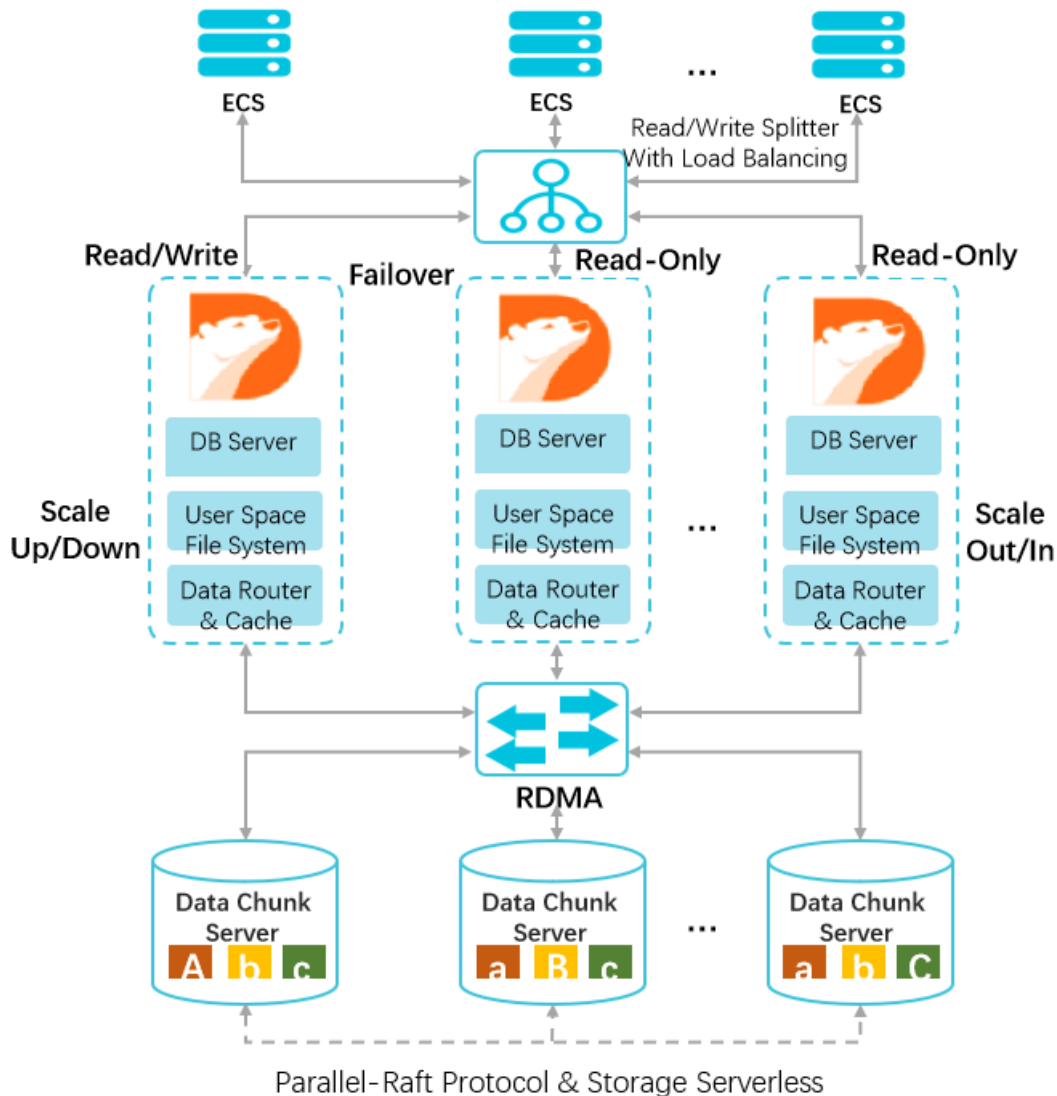 ECS
ECS
...
ECS
Read/Write Splitter
With Load Balancing
Read/Write
Failover
Read-Only
Read-Only
DB Server
DB Server
DB Server
Scale
Up/Down
User Space
File System
User Space
File System
...
User Space
File System
Scale
Out/In
Data Router
& Cache
Data Router
& Cache
Data Router
& Cache
RDMA
Data Chunk
Server
A b c
Data Chunk
Server
a B c
...
Data Chunk
Server
a b C
Parallel-Raft Protocol & Storage Serverless